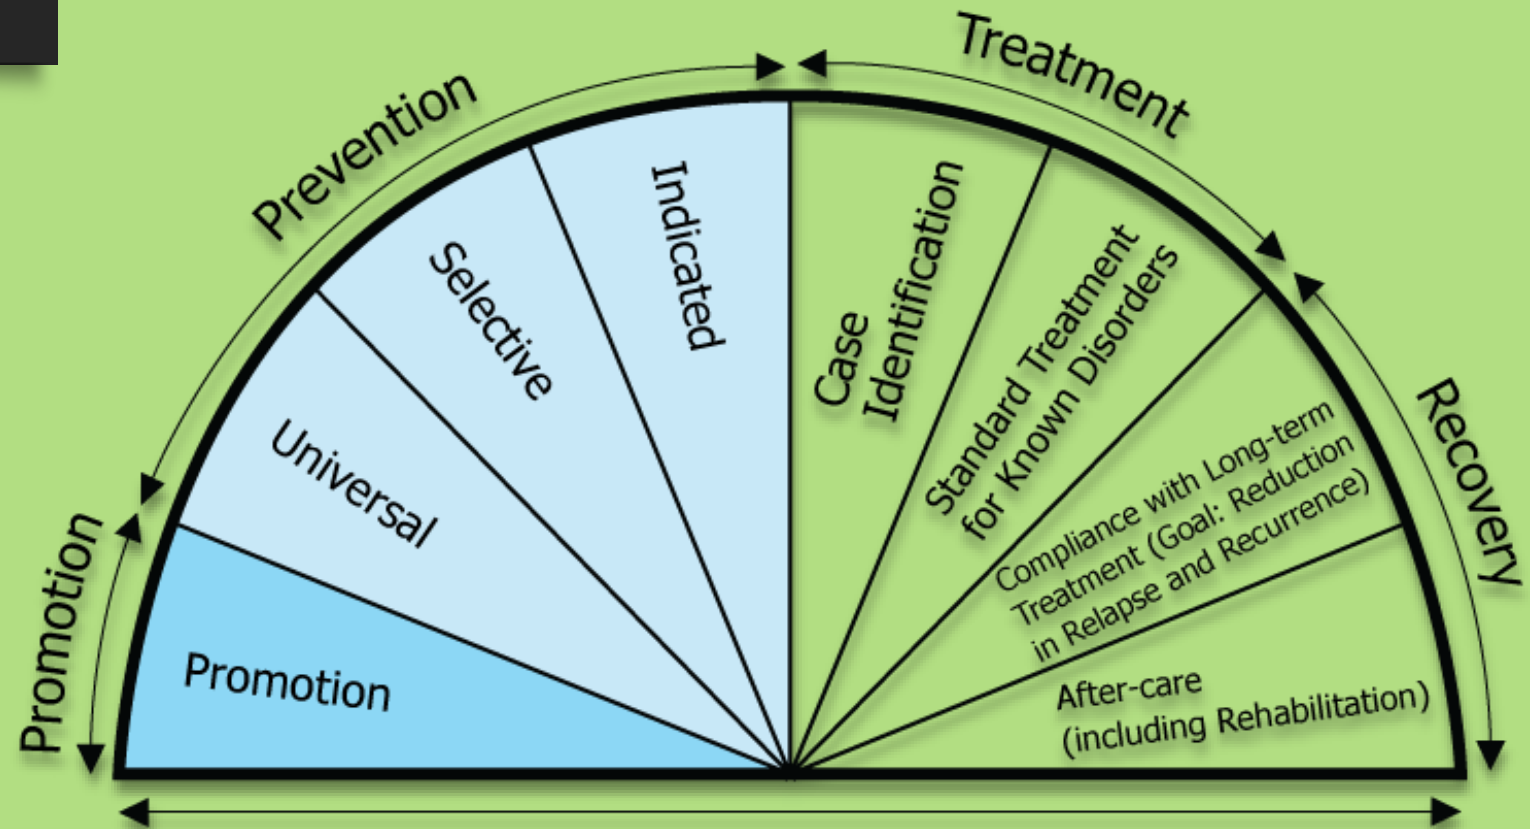 Promotion
Prevention
Treatment
Recovery
Promotion
Universal
Selective
Indicated
Case
Identification
Standard Treatment
for Known Disorders
Compliance with Long-term
Treatment (Goal: Reduction
in Relapse and Recurrence)
After-care
(including Rehabilitation)